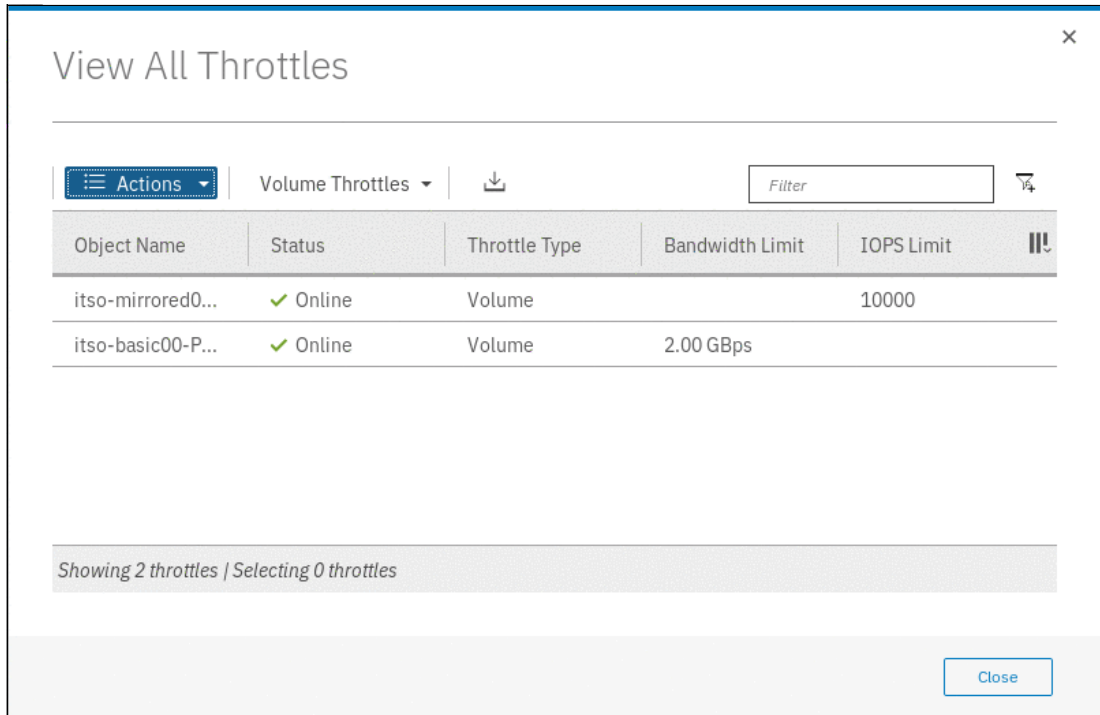 View All Throttles
Actions Volume Throttles Filter
Object Name Status Throttle Type Bandwidth Limit IOPS Limit
itso-mirrored0... Online Volume 10000
itso-basic00-P... Online Volume 2.00 GBps
Showing 2 throttles | Selecting 0 throttles
Close